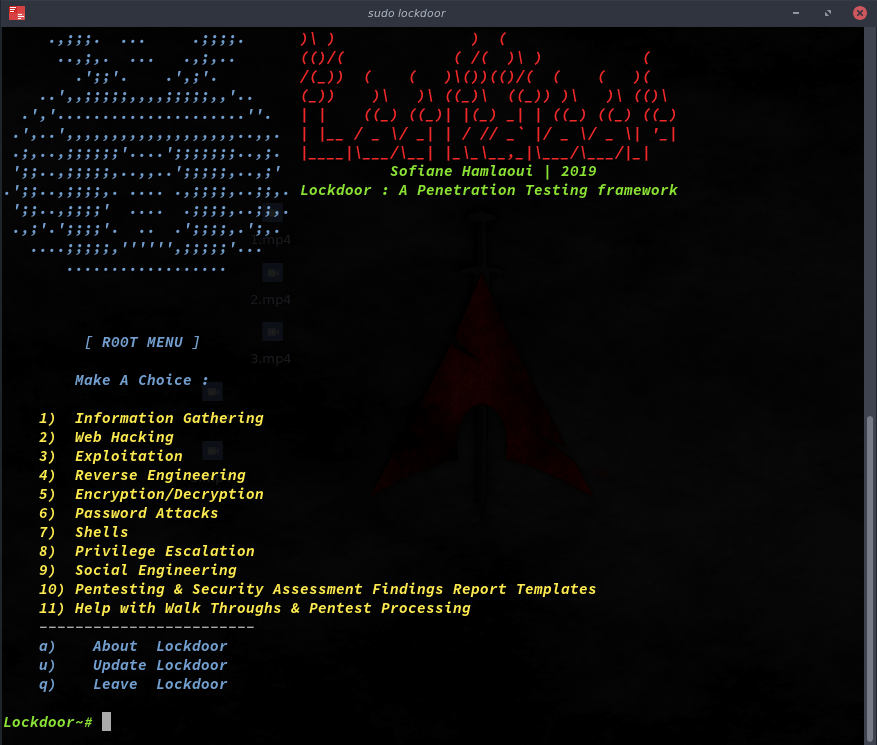 sudo lockdoor
Sofiane Hamlaoui | 2019
Lockdoor : A Penetration Testing framework
1.mp4
2.mp4
3.mp4
[ R00T MENU ]
Make A Choice :
1) Information Gathering
2) Web Hacking
3) Exploitation
4) Reverse Engineering
5) Encryption/Decryption
6) Password Attacks
7) Shells
8) Privilege Escalation
9) Social Engineering
10) Pentesting & Security Assessment Findings Report Templates
11) Help with Walk Throughs & Pentest Processing
------------------------
a) About Lockdoor
u) Update Lockdoor
q) Leave Lockdoor
Lockdoor~#